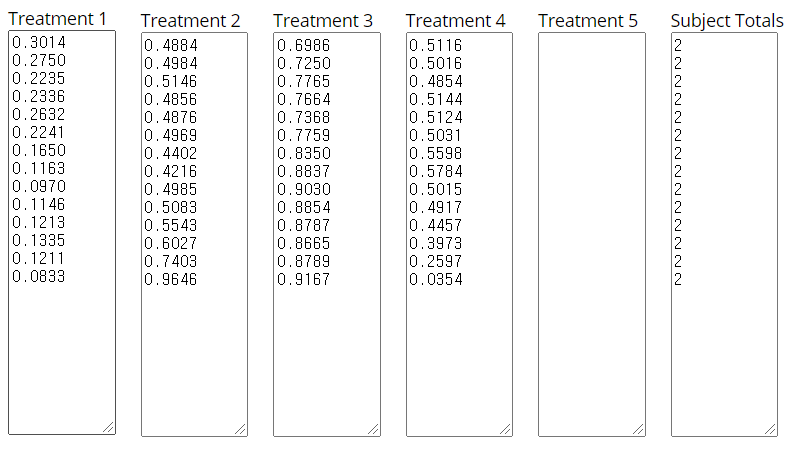 Treatment 1 Treatment 2 Treatment 3 Treatment 4 Treatment 5 Subject Totals
0.3014 0.4884 0.6986 0.5116 2
0.2750 0.4984 0.7250 0.5016 2
0.2235 0.5146 0.7765 0.4854 2
0.2336 0.4856 0.7664 0.5144 2
0.2632 0.4876 0.7368 0.5124 2
0.2241 0.4969 0.7759 0.5031 2
0.1650 0.4402 0.8350 0.5598 2
0.1163 0.4216 0.8837 0.5784 2
0.0970 0.4985 0.9030 0.5015 2
0.1146 0.5083 0.8854 0.4917 2
0.1213 0.5543 0.8787 0.4457 2
0.1335 0.6027 0.8665 0.3973 2
0.1211 0.7403 0.8789 0.2597 2
0.0833 0.9646 0.9167 0.0354 2